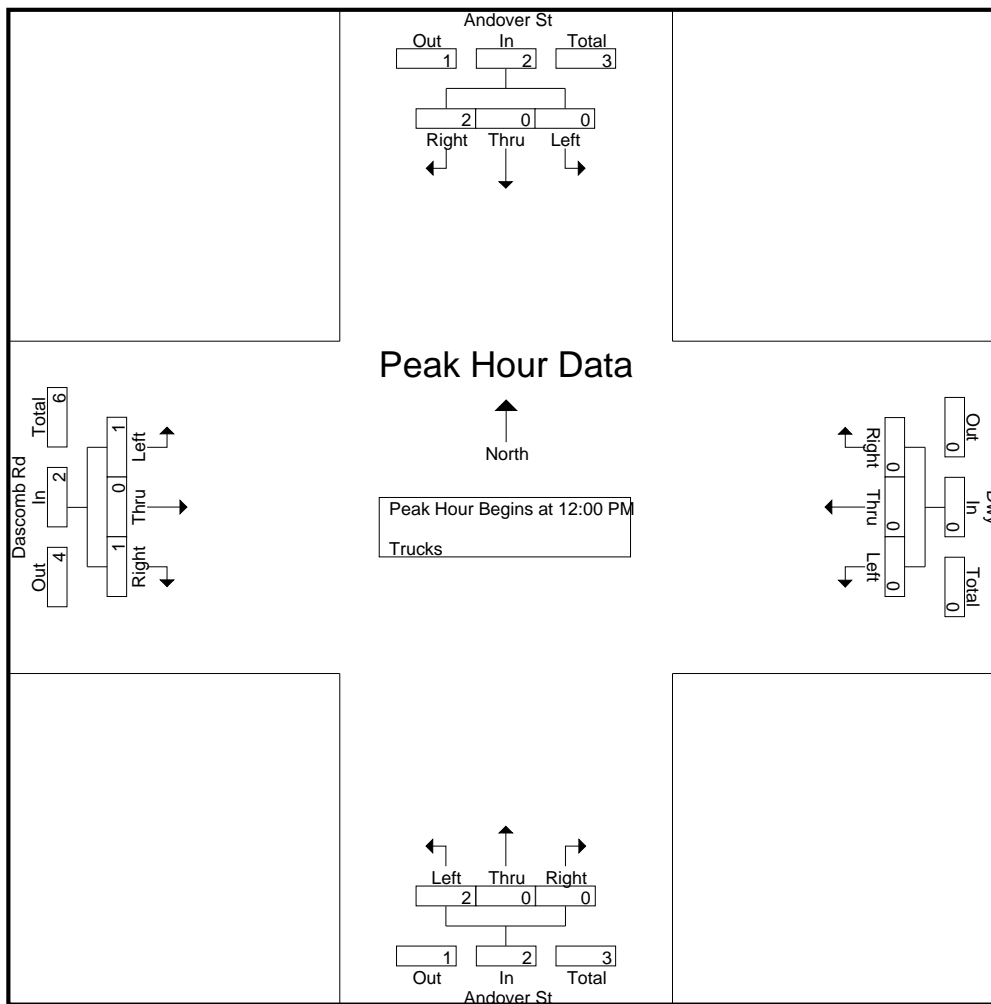 Andover St
Out In Total
1 2 3
2 0 0
Right Thru Left
Peak Hour Data
North
Peak Hour Begins at 12:00 PM
Trucks
Dascomb Rd
Out In Total
4 2 6
1 0 1
Left Thru Right
Dwy
Out In Total
0 0 0
0 0 0
Right Thru Left
Left Thru Right
2 0 0
1 2 3
Out In Total
Andover St